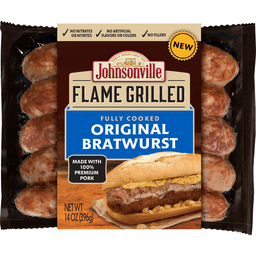 ✓ NO NITRATES OR NITRITES
✓ NO ARTIFICIAL FLAVORS OR COLORS
✓ NO FILLERS
NEW
Johnsonville
FLAME GRILLED
FULLY COOKED
ORIGINAL
BRATWURST
MADE WITH
100%
PREMIUM
PORK
NET WT
14 OZ (396g)